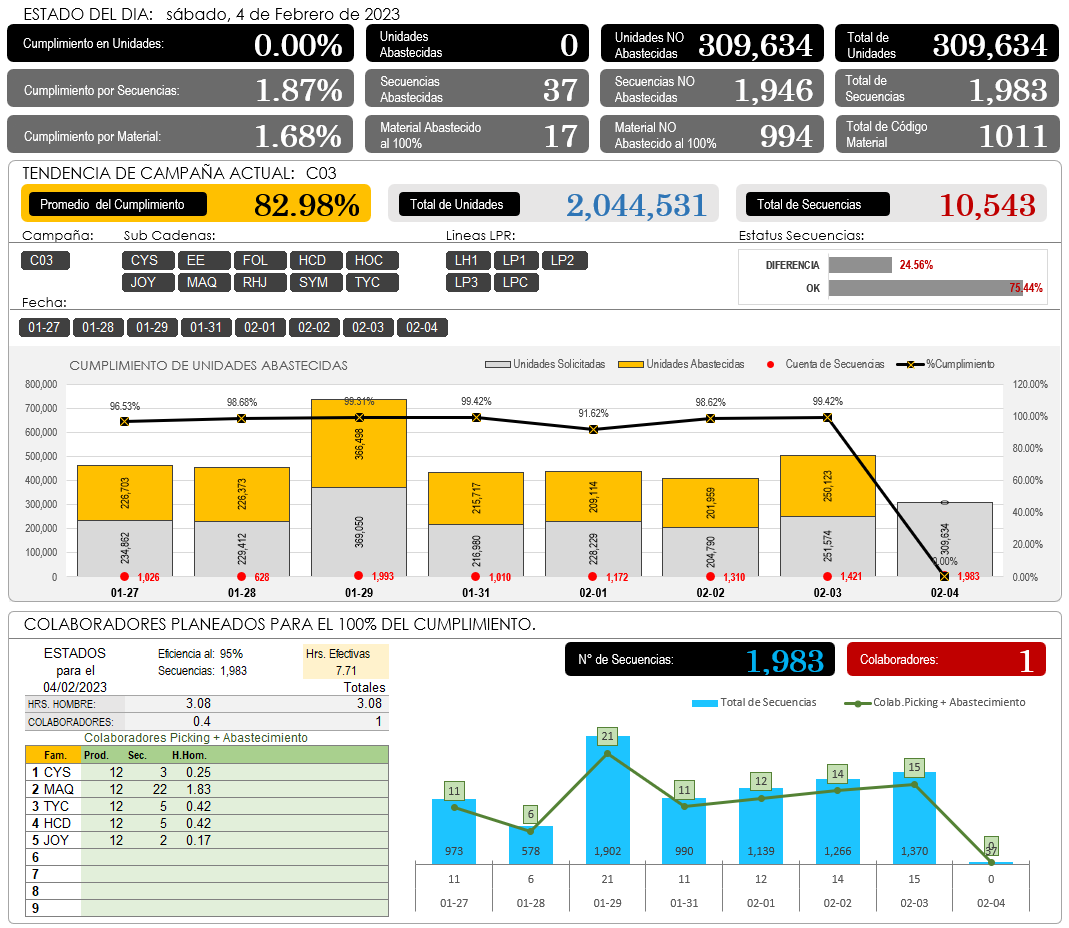 ESTADO DEL DIA: sábado, 4 de Febrero de 2023
Cumplimiento en Unidades: 0.00%
Unidades Abastecidas 0
Unidades NO Abastecidas 309,634
Total de Unidades 309,634
Cumplimiento por Secuencias: 1.87%
Secuencias Abastecidas 37
Secuencias NO Abastecidas 1,946
Total de Secuencias 1,983
Cumplimiento por Material: 1.68%
Material Abastecido al 100% 17
Material NO Abastecido al 100% 994
Total de Código Material 1011
TENDENCIA DE CAMPAÑA ACTUAL: C03
Promedio del Cumplimiento 82.98%
Total de Unidades 2,044,531
Total de Secuencias 10,543
Campaña: Sub Cadenas: Lineas LPR: Estatus Secuencias:
C03 CYS EE FOL HCD HOC LH1 LP1 LP2
JOY MAQ RHJ SYM TYC LP3 LPC
DIFERENCIA 24.56%
OK 75.44%
Fecha:
01-27 01-28 01-29 01-31 02-01 02-02 02-03 02-04
CUMPLIMIENTO DE UNIDADES ABASTECIDAS
Unidades Solicitadas Unidades Abastecidas Cuenta de Secuencias %Cumplimiento
800,000 120.00%
700,000
600,000 100.00%
500,000 80.00%
400,000 60.00%
300,000 40.00%
200,000
100,000 20.00%
0 0.00%
96.53% 98.68% 99.31% 99.42% 91.62% 98.62% 99.42% 0.00%
226,703 226,373 366,498 215,717 209,114 201,959 250,123 0
234,862 229,412 369,050 216,980 228,229 204,790 251,574 309,634
1,026 628 1,993 1,010 1,172 1,310 1,421 1,983
01-27 01-28 01-29 01-31 02-01 02-02 02-03 02-04
COLABORADORES PLANEADOS PARA EL 100% DEL CUMPLIMIENTO.
ESTADOS Eficiencia al: 95% Hrs. Efectivas
para el Secuencias: 1,983 7.71
04/02/2023 Totales
HRS. HOMBRE: 3.08 3.08
COLABORADORES: 0.4 1
Colaboradores Picking + Abastecimiento
Fam. Prod. Sec. H.Hom.
1 CYS 12 3 0.25
2 MAQ 12 22 1.83
3 TYC 12 5 0.42
4 HCD 12 5 0.42
5 JOY 12 2 0.17
6
7
8
9
N° de Secuencias: 1,983
Colaboradores: 1
Total de Secuencias Colab.Picking + Abastecimiento
11 6 21 11 12 14 15 0
973 578 1,902 990 1,139 1,266 1,370 37
11 6 21 11 12 14 15 0
01-27 01-28 01-29 01-31 02-01 02-02 02-03 02-04